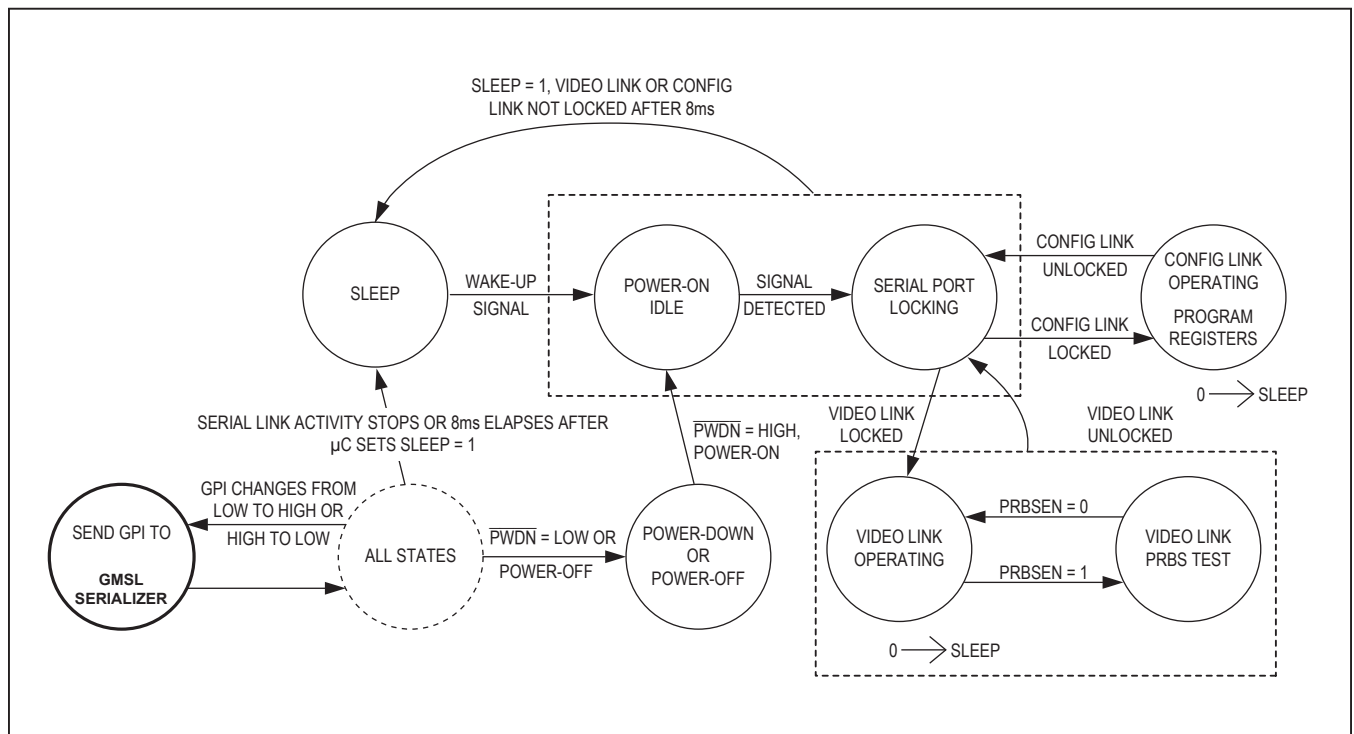 SLEEP = 1, VIDEO LINK OR CONFIG
LINK NOT LOCKED AFTER 8ms
SLEEP
WAKE-UP
SIGNAL
POWER-ON
IDLE
SIGNAL
DETECTED
SERIAL PORT
LOCKING
CONFIG LINK
UNLOCKED
CONFIG LINK
LOCKED
CONFIG LINK
OPERATING
PROGRAM
REGISTERS
0 → SLEEP
SERIAL LINK ACTIVITY STOPS OR 8ms ELAPSES AFTER
µC SETS SLEEP = 1
PWDN = HIGH,
POWER-ON
VIDEO LINK
LOCKED
VIDEO LINK
UNLOCKED
GPI CHANGES FROM
LOW TO HIGH OR
HIGH TO LOW
SEND GPI TO
GMSL
SERIALIZER
ALL STATES
PWDN = LOW OR
POWER-OFF
POWER-DOWN
OR
POWER-OFF
VIDEO LINK
OPERATING
PRBSEN = 0
PRBSEN = 1
VIDEO LINK
PRBS TEST
0 → SLEEP